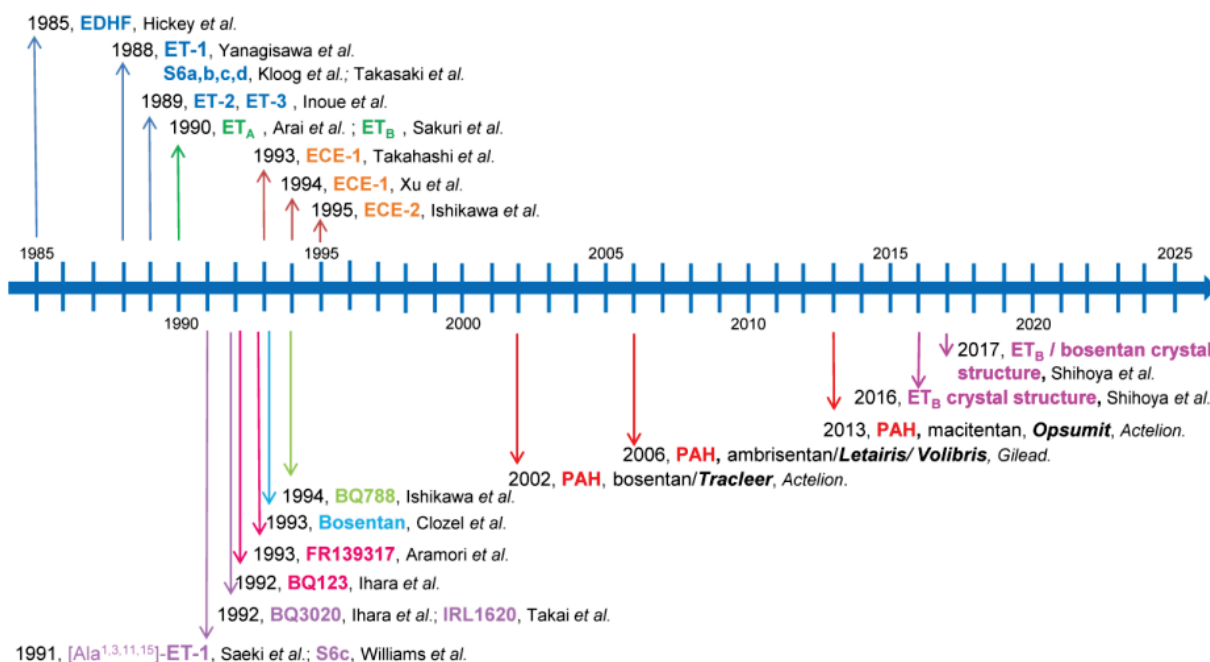 1985, EDHF, Hickey et al.
1988, ET-1, Yanagisawa et al.
S6a,b,c,d, Kloog et al.; Takasaki et al.
1989, ET-2, ET-3 , Inoue et al.
1990, ETA , Arai et al. ; ETB , Sakuri et al.
1993, ECE-1, Takahashi et al.
1994, ECE-1, Xu et al.
1995, ECE-2, Ishikawa et al.
1985 1995 2005 2015 2025
1990 2000 2010 2020
2017, ETB / bosentan crystal
structure, Shihoya et al.
2016, ETB crystal structure, Shihoya et al.
2013, PAH, macitentan, Opsumit, Actelion.
2006, PAH, ambrisentan/Letairis/ Volibris, Gilead.
2002, PAH, bosentan/Tracleer, Actelion.
1994, BQ788, Ishikawa et al.
1993, Bosentan, Clozel et al.
1993, FR139317, Aramori et al.
1992, BQ123, Ihara et al.
1992, BQ3020, Ihara et al.; IRL1620, Takai et al.
1991, [Ala1,3,11,15]-ET-1, Saeki et al.; S6c, Williams et al.